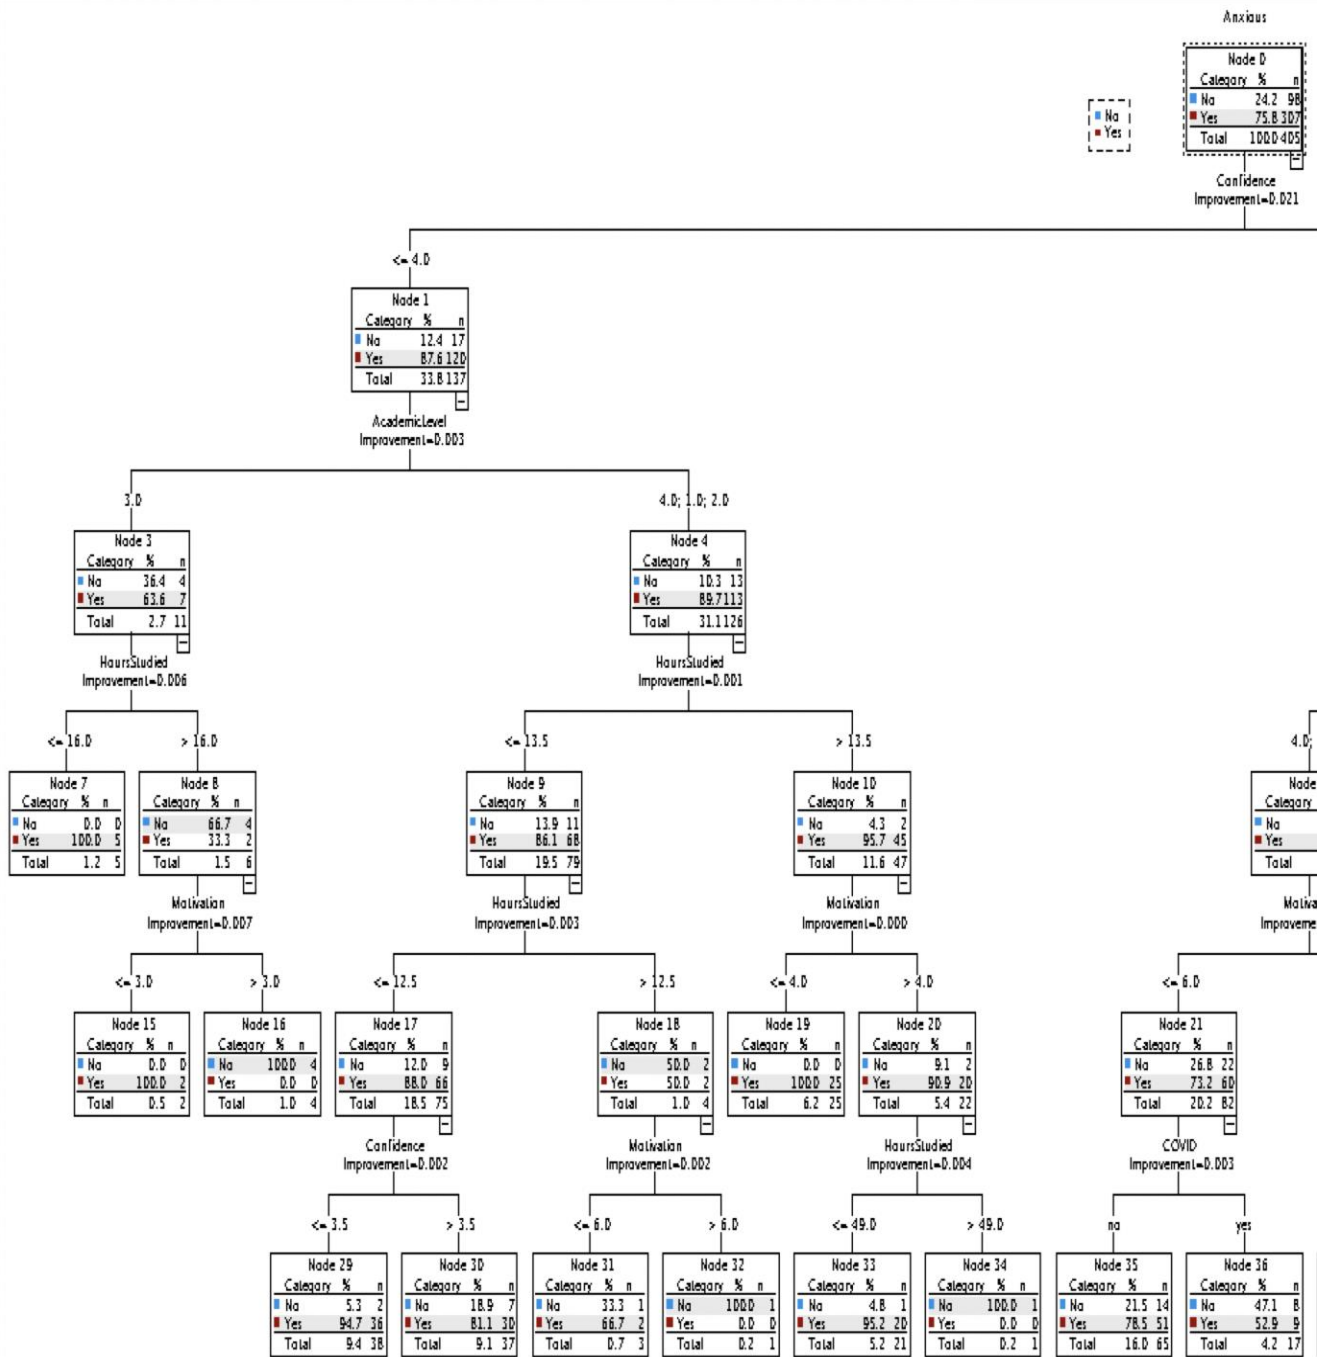 Anxious
Node 0
Category % n
No 24.2 98
Yes 75.8 307
Total 100.0 405
No
Yes
Confidence
Improvement=0.021
<= 4.0
Node 1
Category % n
No 12.4 17
Yes 87.6 120
Total 33.8 137
AcademicLevel
Improvement=0.003
3.0
4.0; 1.0; 2.0
Node 3
Category % n
No 36.4 4
Yes 63.6 7
Total 2.7 11
Node 4
Category % n
No 10.3 13
Yes 89.7 113
Total 31.1 126
HoursStudied
Improvement=0.006
HoursStudied
Improvement=0.001
<= 16.0
> 16.0
<= 13.5
> 13.5
4.0;
Node 7
Category % n
No 0.0 0
Yes 100.0 5
Total 1.2 5
Node 8
Category % n
No 66.7 4
Yes 33.3 2
Total 1.5 6
Node 9
Category % n
No 13.9 11
Yes 86.1 68
Total 19.5 79
Node 10
Category % n
No 4.3 2
Yes 95.7 45
Total 11.6 47
Node
Category
No
Yes
Total
Motivation
Improvement=0.007
HoursStudied
Improvement=0.003
Motivation
Improvement=0.000
Motiva
Improveme
<= 3.0
> 3.0
<= 12.5
> 12.5
<= 4.0
> 4.0
<= 6.0
Node 15
Category % n
No 0.0 0
Yes 100.0 2
Total 0.5 2
Node 16
Category % n
No 100.0 4
Yes 0.0 0
Total 1.0 4
Node 17
Category % n
No 12.0 9
Yes 88.0 66
Total 18.5 75
Node 18
Category % n
No 50.0 2
Yes 50.0 2
Total 1.0 4
Node 19
Category % n
No 0.0 0
Yes 100.0 25
Total 6.2 25
Node 20
Category % n
No 9.1 2
Yes 90.9 20
Total 5.4 22
Node 21
Category % n
No 26.8 22
Yes 73.2 60
Total 20.2 82
Confidence
Improvement=0.002
Motivation
Improvement=0.002
HoursStudied
Improvement=0.004
COVID
Improvement=0.003
<= 3.5
> 3.5
<= 6.0
> 6.0
<= 49.0
> 49.0
no
yes
Node 29
Category % n
No 5.3 2
Yes 94.7 36
Total 9.4 38
Node 30
Category % n
No 18.9 7
Yes 81.1 30
Total 9.1 37
Node 31
Category % n
No 33.3 1
Yes 66.7 2
Total 0.7 3
Node 32
Category % n
No 100.0 1
Yes 0.0 0
Total 0.2 1
Node 33
Category % n
No 4.8 1
Yes 95.2 20
Total 5.2 21
Node 34
Category % n
No 100.0 1
Yes 0.0 0
Total 0.2 1
Node 35
Category % n
No 21.5 14
Yes 78.5 51
Total 16.0 65
Node 36
Category % n
No 47.1 8
Yes 52.9 9
Total 4.2 17